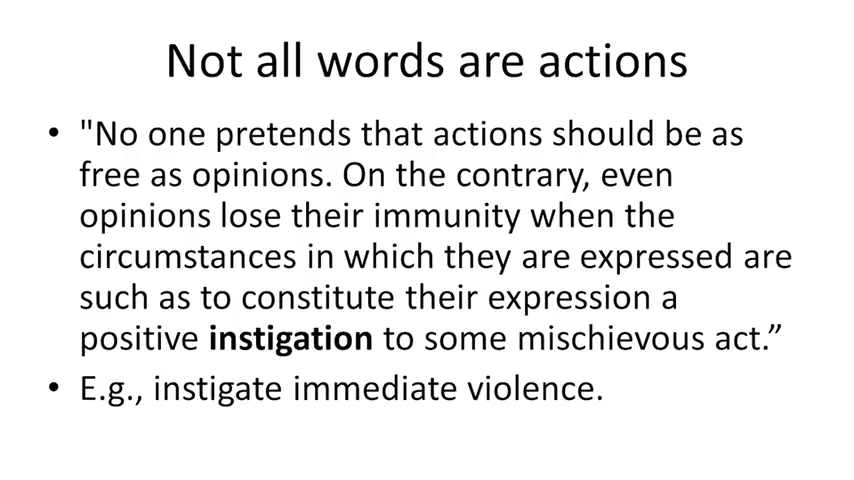 Not all words are actions
• "No one pretends that actions should be as
free as opinions. On the contrary, even
opinions lose their immunity when the
circumstances in which they are expressed are
such as to constitute their expression a
positive instigation to some mischievous act.”
• E.g., instigate immediate violence.